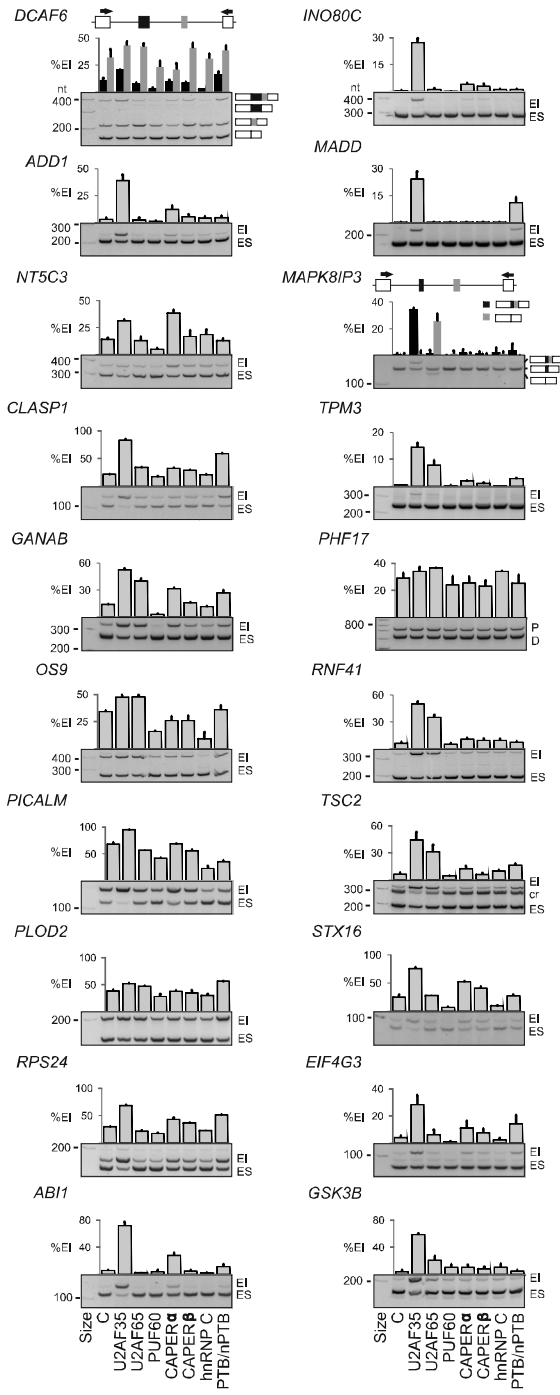 DCAF6
50
25
%EI
nt
400
200
ADD1
50
25
%EI
300
200
EI
ES
NT5C3
50
25
%EI
400
300
EI
ES
CLASP1
100
50
%EI
100
EI
ES
GANAB
60
30
%EI
300
200
EI
ES
OS9
50
25
%EI
400
300
EI
ES
PICALM
100
50
%EI
100
EI
ES
PLOD2
100
50
%EI
200
EI
ES
RPS24
100
50
%EI
200
EI
ES
ABI1
80
40
%EI
100
EI
ES
Size
C
U2AF35
U2AF65
PUF60
CAPERα
CAPERβ
hnRNP C
PTB/nPTB
INO80C
30
15
%EI
400
300
EI
ES
MADD
30
15
%EI
200
EI
ES
MAPK8IP3
40
20
%EI
100
TPM3
20
10
%EI
300
200
EI
ES
PHF17
40
20
%EI
800
P
D
RNF41
60
30
%EI
300
200
EI
ES
TSC2
60
30
%EI
300
200
EI
cr
ES
STX16
100
50
%EI
100
EI
ES
EIF4G3
40
20
%EI
100
EI
ES
GSK3B
80
40
%EI
200
EI
ES
Size
C
U2AF35
U2AF65
PUF60
CAPERα
CAPERβ
hnRNP C
PTB/nPTB